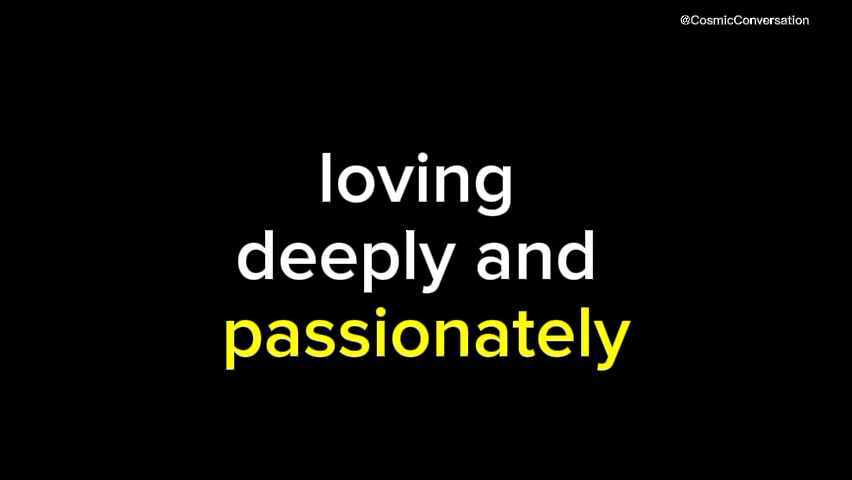 @CosmicConversation
loving
deeply and
passionately